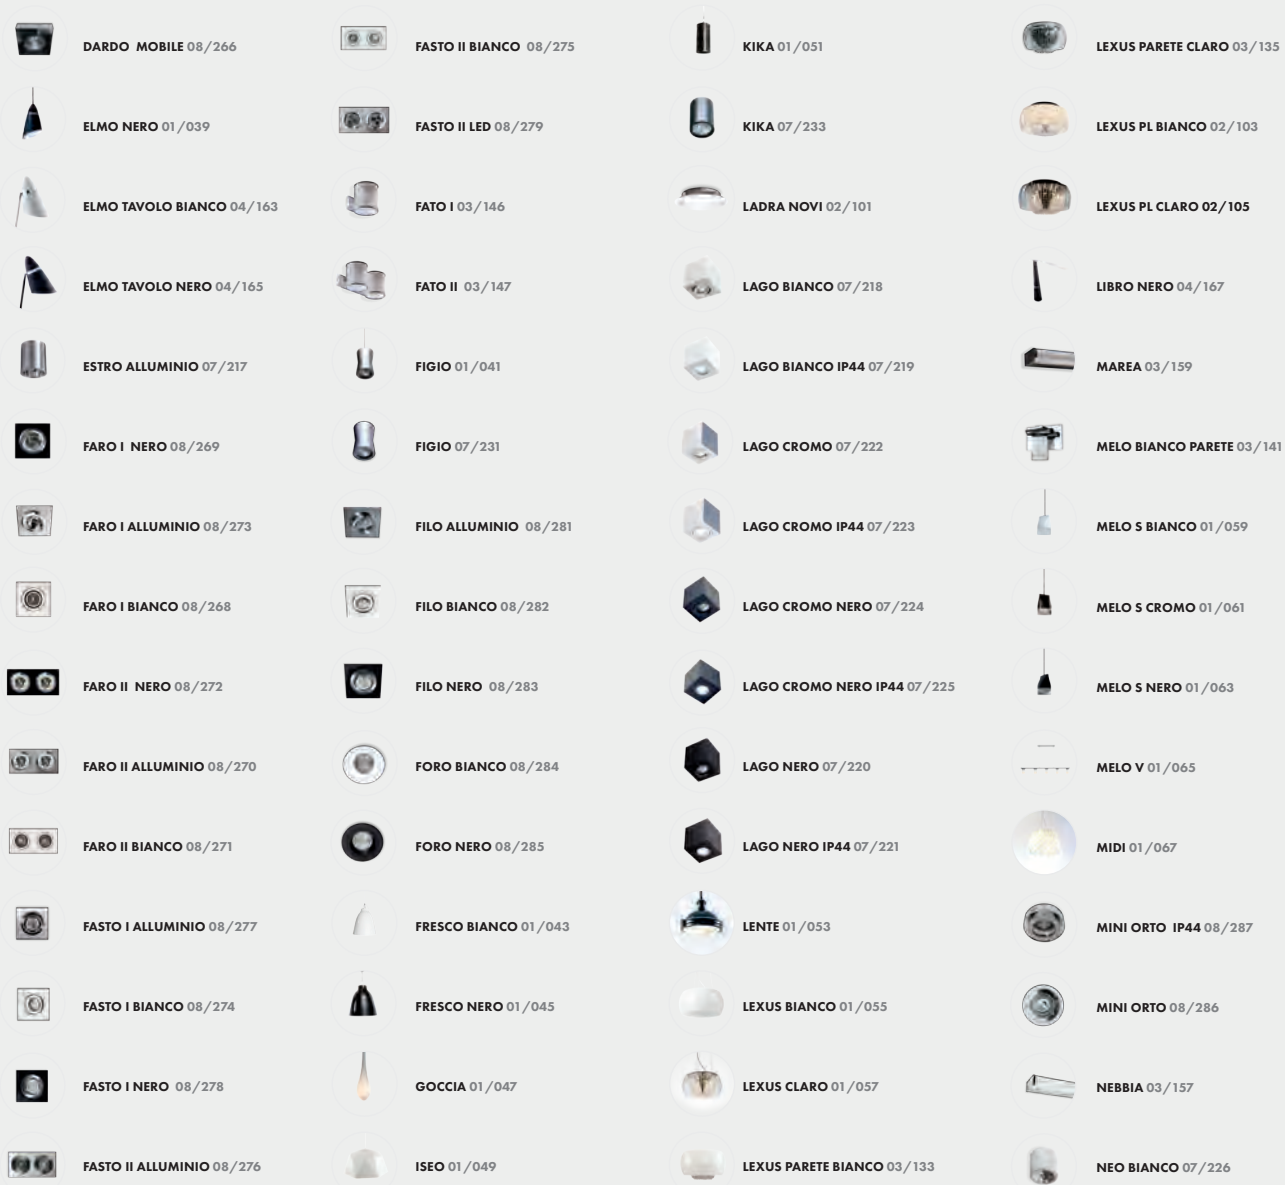 DARDO MOBILE 08/266
ELMO NERO 01/039
ELMO TAVOLO BIANCO 04/163
ELMO TAVOLO NERO 04/165
ESTRO ALLUMINIO 07/217
FARO I NERO 08/269
FARO I ALLUMINIO 08/273
FARO I BIANCO 08/268
FARO II NERO 08/272
FARO II ALLUMINIO 08/270
FARO II BIANCO 08/271
FASTO I ALLUMINIO 08/277
FASTO I BIANCO 08/274
FASTO I NERO 08/278
FASTO II ALLUMINIO 08/276
FASTO II BIANCO 08/275
FASTO II LED 08/279
FATO I 03/146
FATO II 03/147
FIGIO 01/041
FIGIO 07/231
FILO ALLUMINIO 08/281
FILO BIANCO 08/282
FILO NERO 08/283
FORO BIANCO 08/284
FORO NERO 08/285
FRESCO BIANCO 01/043
FRESCO NERO 01/045
GOCCIA 01/047
ISEO 01/049
KIKA 01/051
KIKA 07/233
LADRA NOVI 02/101
LAGO BIANCO 07/218
LAGO BIANCO IP44 07/219
LAGO CROMO 07/222
LAGO CROMO IP44 07/223
LAGO CROMO NERO 07/224
LAGO CROMO NERO IP44 07/225
LAGO NERO 07/220
LAGO NERO IP44 07/221
LENTE 01/053
LEXUS BIANCO 01/055
LEXUS CLARO 01/057
LEXUS PARETE BIANCO 03/133
LEXUS PARETE CLARO 03/135
LEXUS PL BIANCO 02/103
LEXUS PL CLARO 02/105
LIBRO NERO 04/167
MAREA 03/159
MELO BIANCO PARETE 03/141
MELO S BIANCO 01/059
MELO S CROMO 01/061
MELO S NERO 01/063
MELO V 01/065
MIDI 01/067
MINI ORTO IP44 08/287
MINI ORTO 08/286
NEBBIA 03/157
NEO BIANCO 07/226